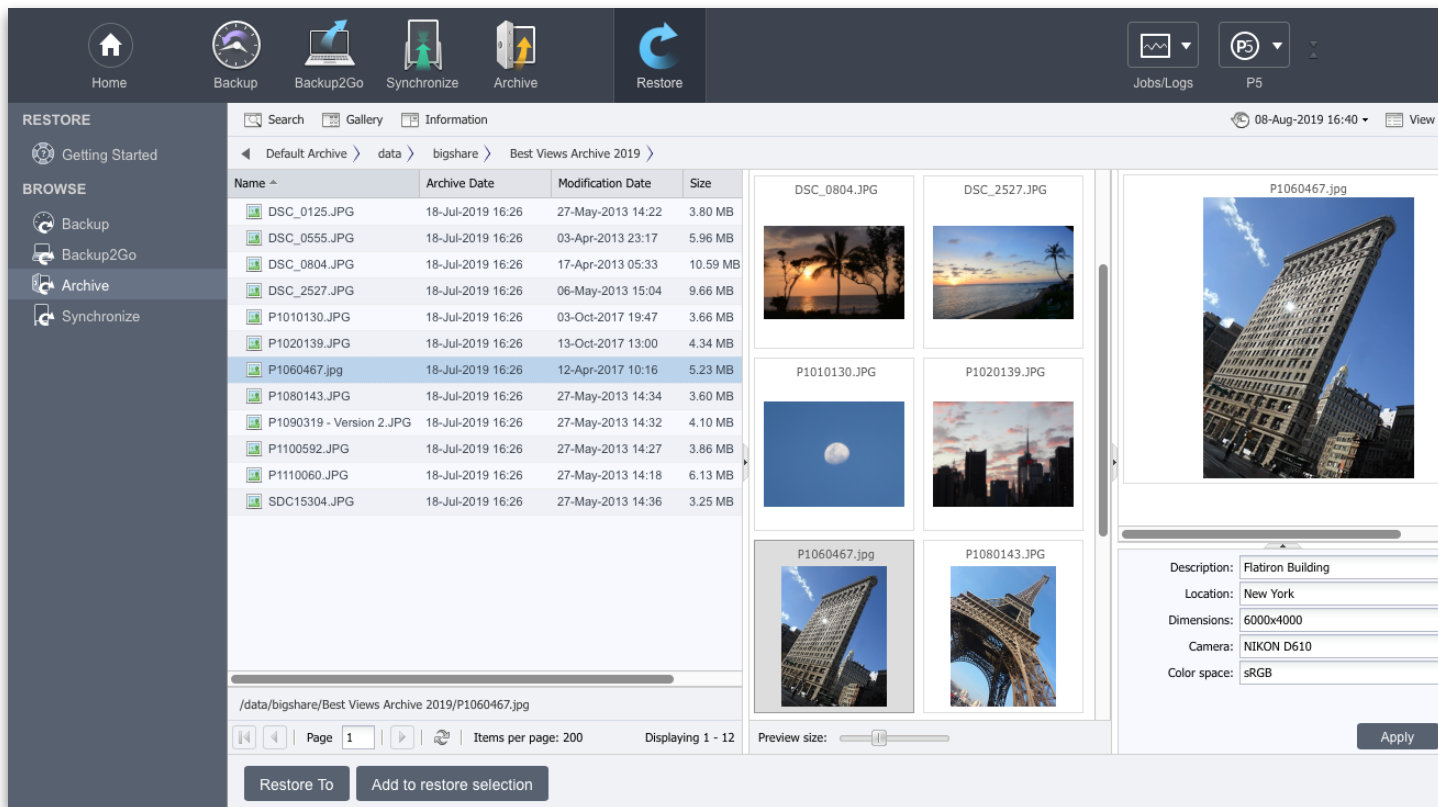 Home
Backup
Backup2Go
Synchronize
Archive
Restore
Jobs/Logs
P5
P5
RESTORE
Getting Started
BROWSE
Backup
Backup2Go
Archive
Synchronize
Search Gallery Information 08-Aug-2019 16:40 View
Default Archive data bigshare Best Views Archive 2019
Name Archive Date Modification Date Size
DSC_0125.JPG 18-Jul-2019 16:26 27-May-2013 14:22 3.80 MB
DSC_0555.JPG 18-Jul-2019 16:26 03-Apr-2013 23:17 5.96 MB
DSC_0804.JPG 18-Jul-2019 16:26 17-Apr-2013 05:33 10.59 MB
DSC_2527.JPG 18-Jul-2019 16:26 06-May-2013 15:04 9.66 MB
P1010130.JPG 18-Jul-2019 16:26 03-Oct-2017 19:47 3.66 MB
P1020139.JPG 18-Jul-2019 16:26 13-Oct-2017 13:00 4.34 MB
P1060467.jpg 18-Jul-2019 16:26 12-Apr-2017 10:16 5.23 MB
P1080143.JPG 18-Jul-2019 16:26 27-May-2013 14:34 3.60 MB
P1090319 - Version 2.JPG 18-Jul-2019 16:26 27-May-2013 14:32 4.10 MB
P1100592.JPG 18-Jul-2019 16:26 27-May-2013 14:27 3.86 MB
P1110060.JPG 18-Jul-2019 16:26 27-May-2013 14:18 6.13 MB
SDC15304.JPG 18-Jul-2019 16:26 27-May-2013 14:36 3.25 MB
/data/bigshare/Best Views Archive 2019/P1060467.jpg
Page 1 Items per page: 200 Displaying 1 - 12
DSC_0804.JPG DSC_2527.JPG
P1010130.JPG P1020139.JPG
P1060467.jpg P1080143.JPG
Preview size:
P1060467.jpg
Description: Flatiron Building
Location: New York
Dimensions: 6000x4000
Camera: NIKON D610
Color space: sRGB
Apply
Restore To Add to restore selection